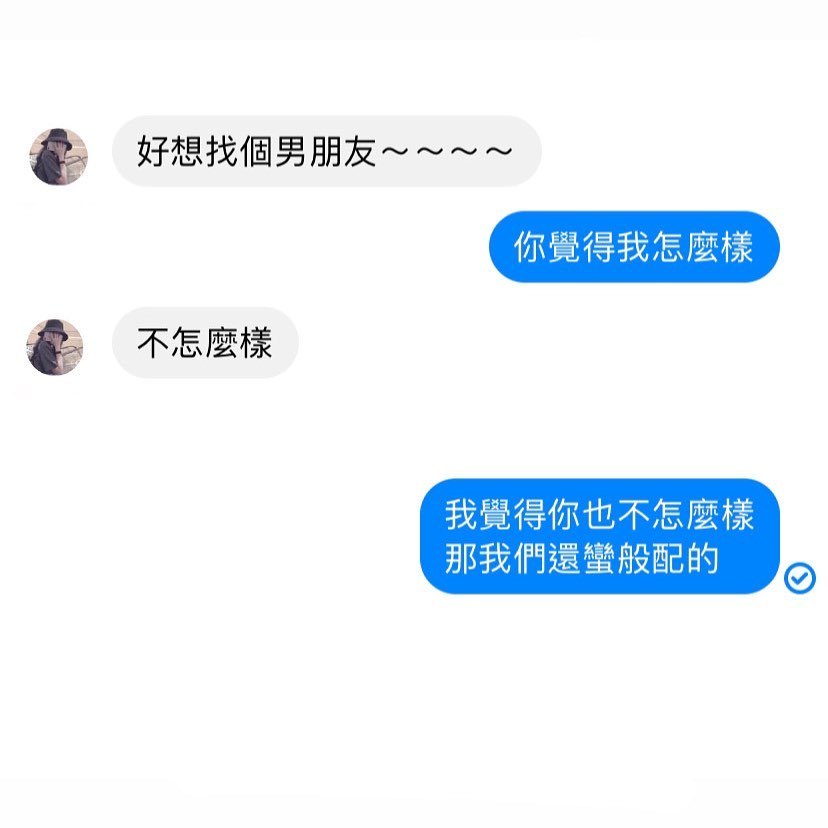 好想找個男朋友～～～～
你覺得我怎麼樣
不怎麼樣
我覺得你也不怎麼樣
那我們還蠻般配的